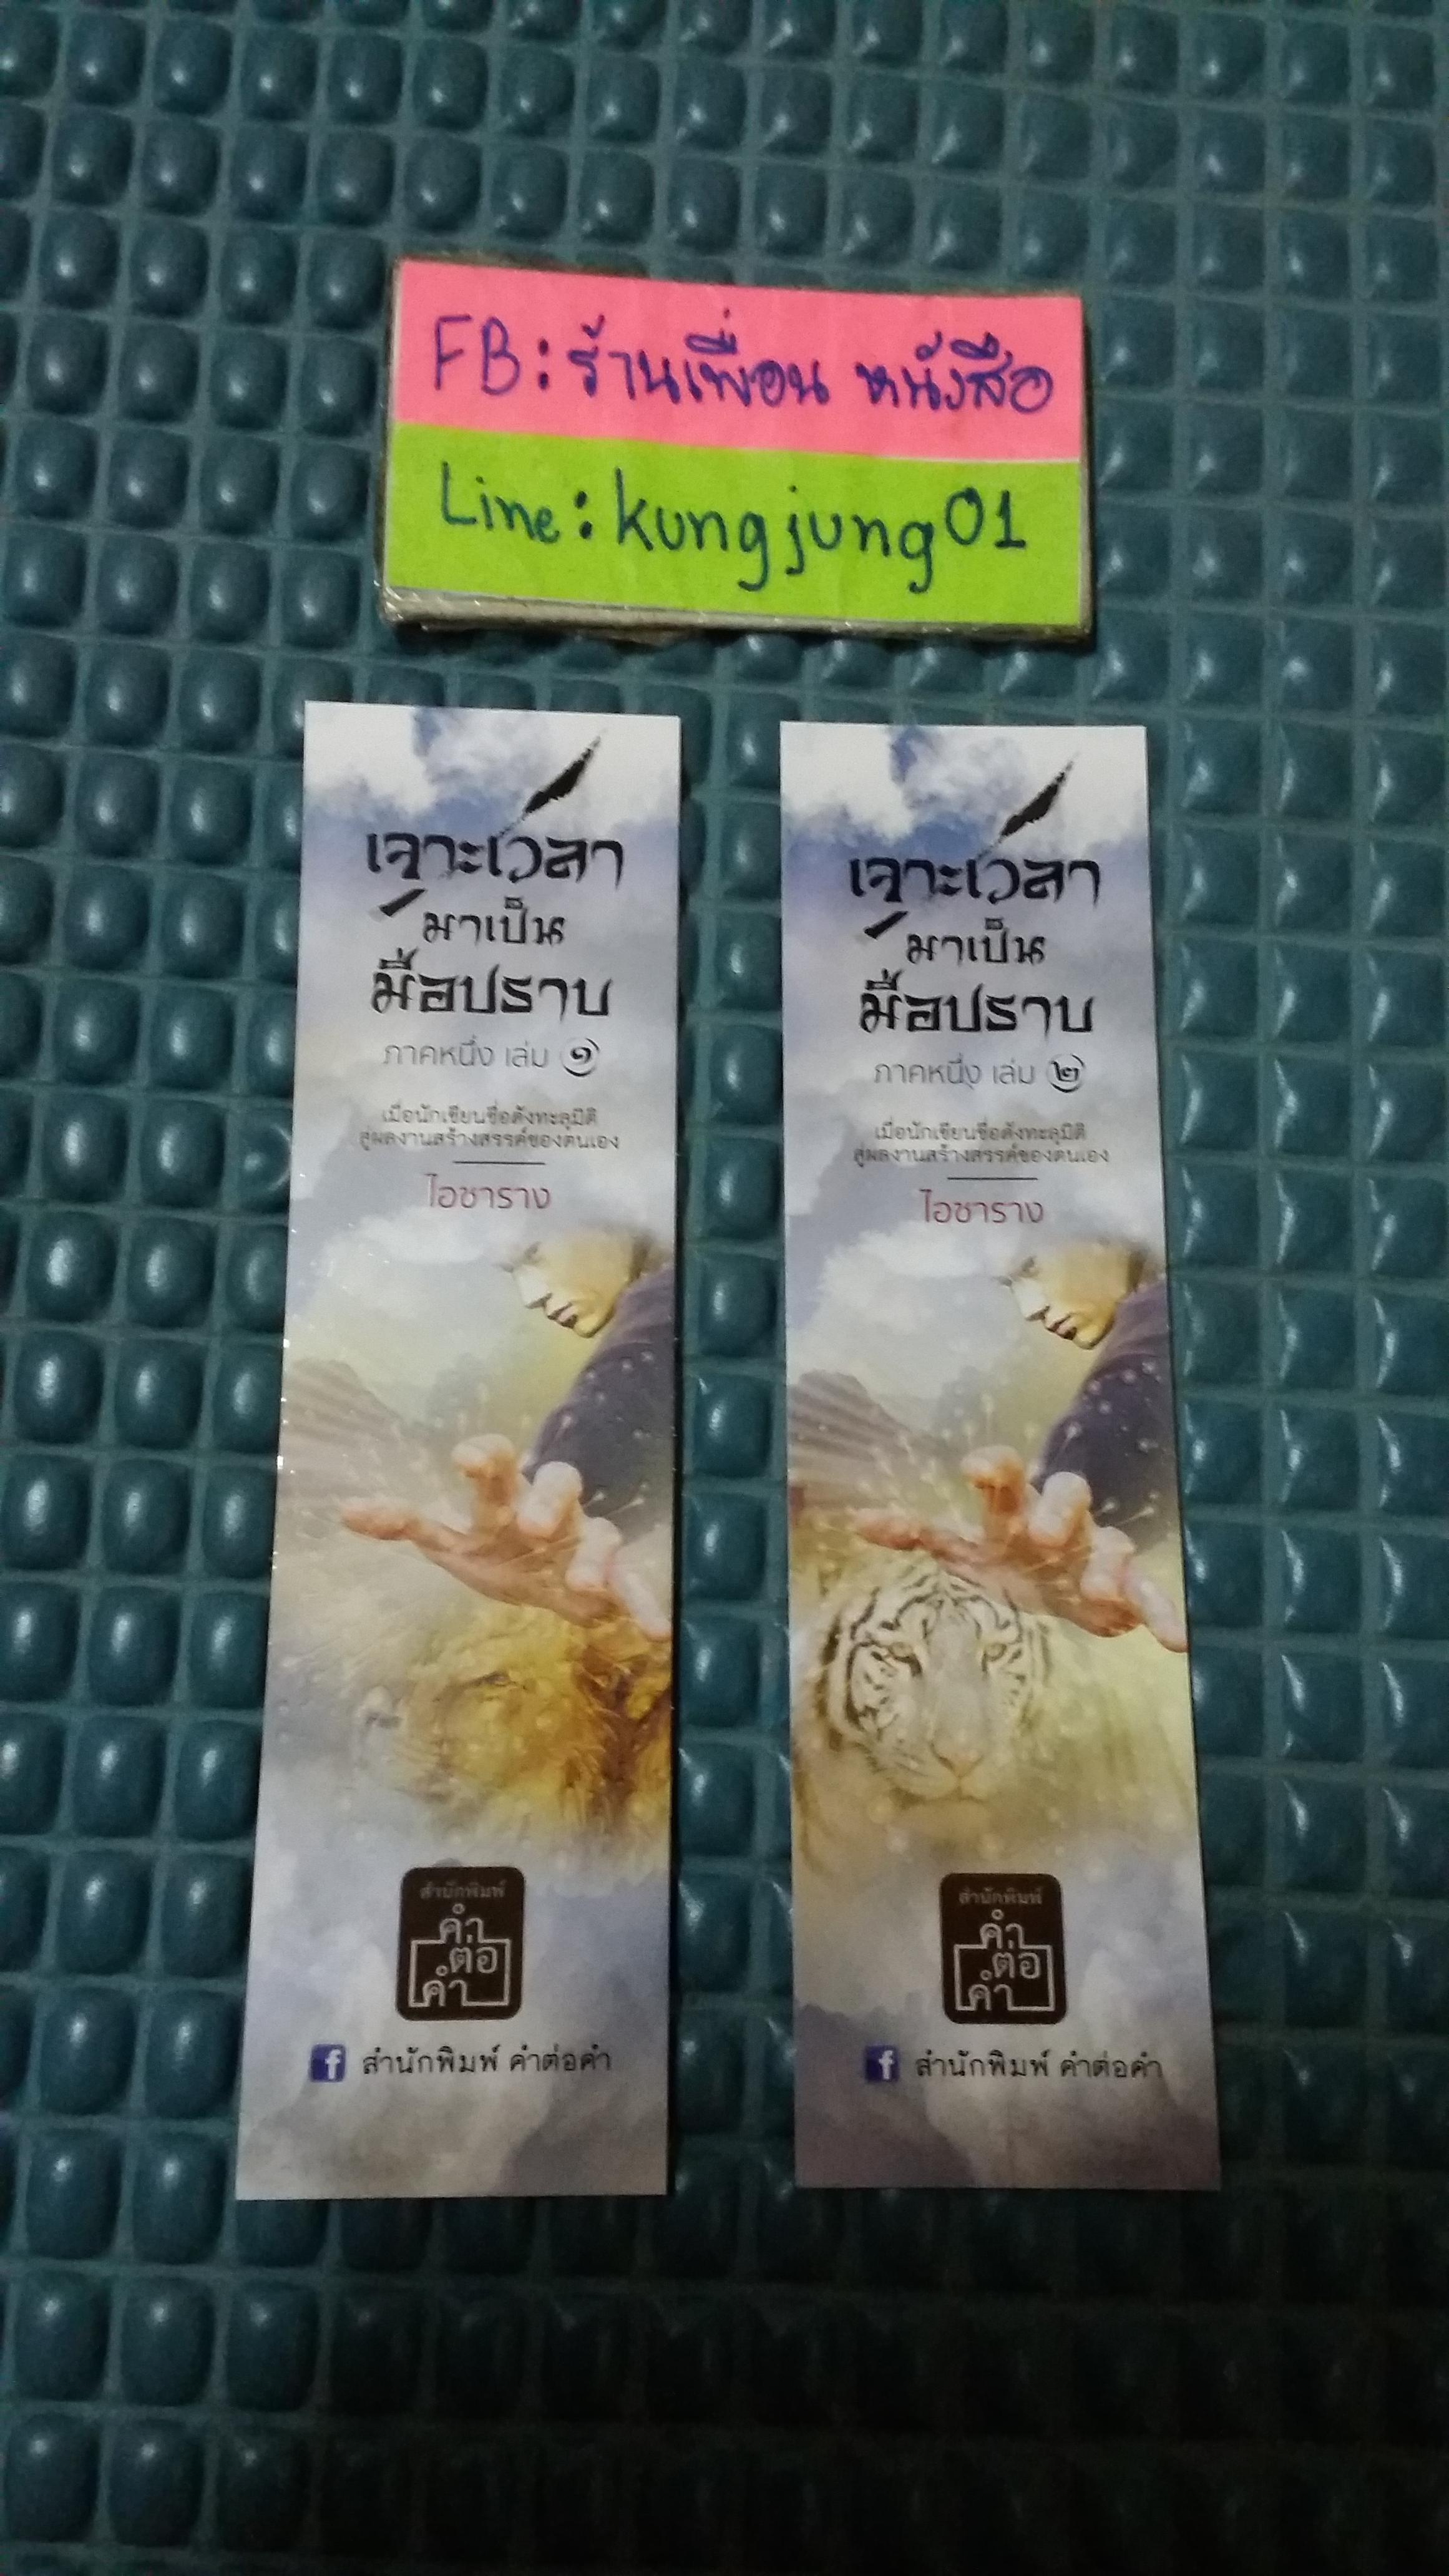 FB: ร้านเพื่อน หนังสือ
Line: kungjung01
เจาะเวลา
มาเป็น
มือปราบ
ภาคหนึ่ง เล่ม ๑
เมื่อนักเขียนชื่อดังทะลุมิติ
สู่ผลงานสร้างสรรค์ของตนเอง
ไอชาราง
สำนักพิมพ์
คำ
ต่อ
คำ
f สำนักพิมพ์ คำต่อคำ
เจาะเวลา
มาเป็น
มือปราบ
ภาคหนึ่ง เล่ม ๒
เมื่อนักเขียนชื่อดังทะลุมิติ
สู่ผลงานสร้างสรรค์ของตนเอง
ไอชาราง
สำนักพิมพ์
คำ
ต่อ
คำ
f สำนักพิมพ์ คำต่อคำ